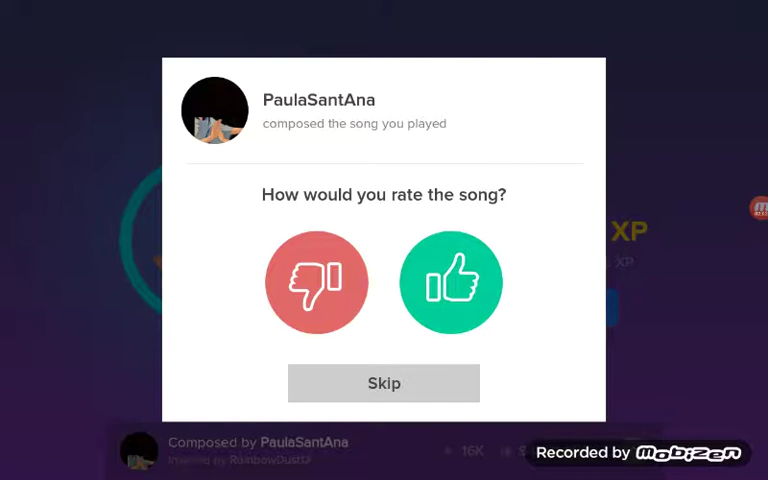 PaulaSantAna
composed the song you played
How would you rate the song?
XP
XP
Skip
Composed by PaulaSantAna
16K
Recorded by mobizen